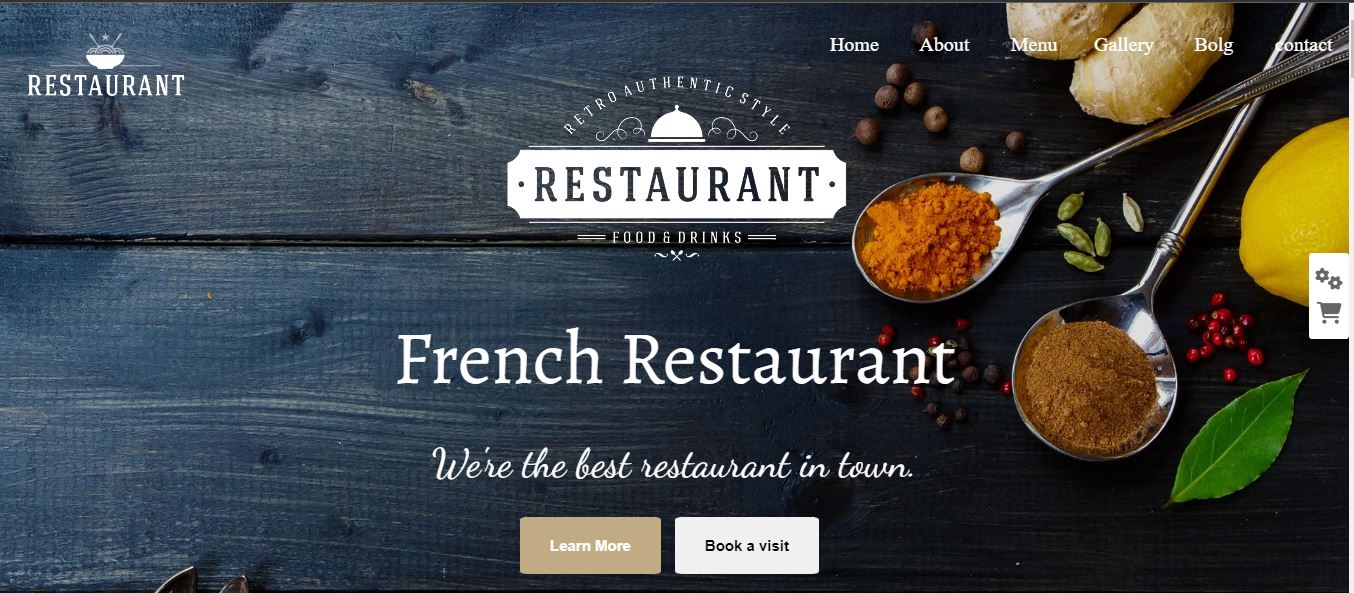 RESTAURANT
Home About Menu Gallery Bolg contact
RETRO AUTHENTIC STYLE
·RESTAURANT·
FOOD & DRINKS
French Restaurant
We're the best restaurant in town.
Learn More Book a visit